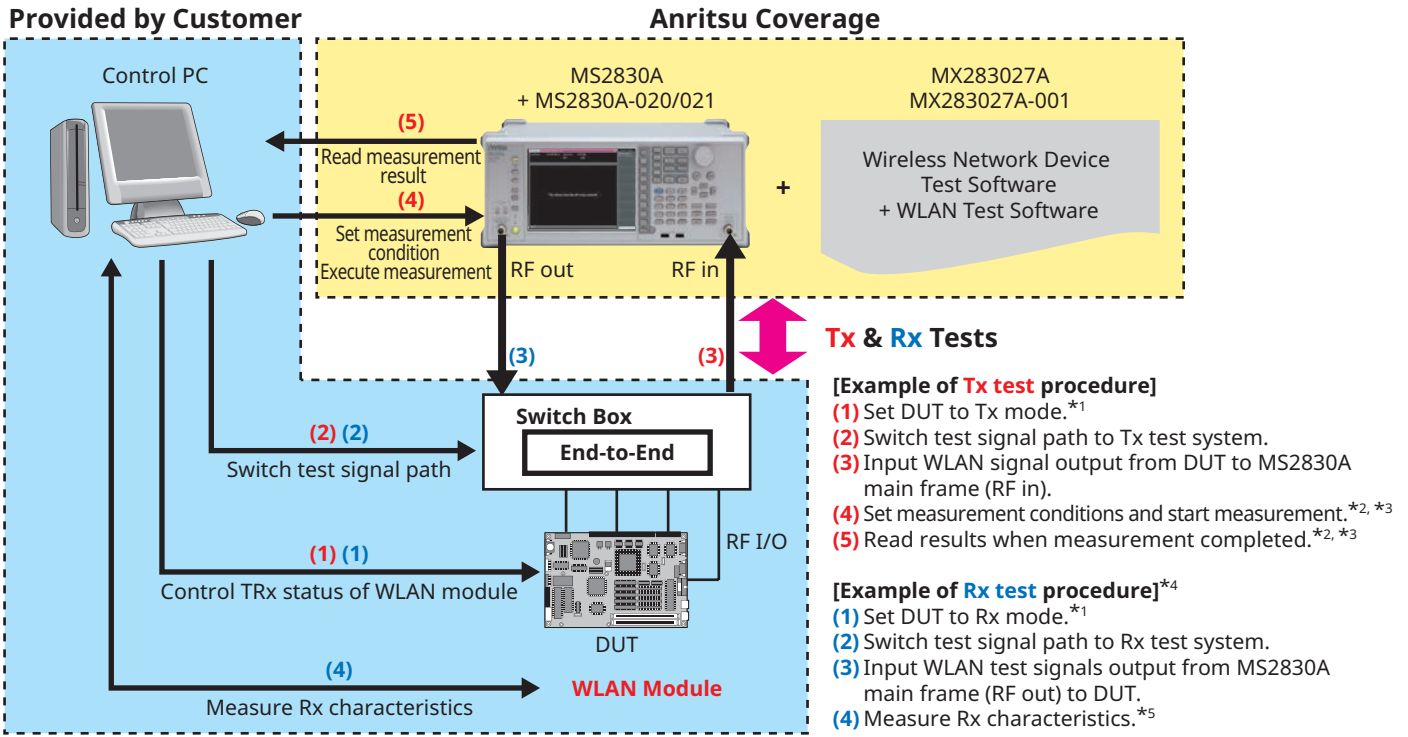 Provided by Customer
Anritsu Coverage
Control PC
MS2830A
+ MS2830A-020/021
MX283027A
MX283027A-001
(5)
Read measurement
result
(4)
Set measurement
condition
Execute measurement
+
Wireless Network Device
Test Software
+ WLAN Test Software
RF out
RF in
(3)
(3)
Tx & Rx Tests
Switch Box
End-to-End
(2) (2)
Switch test signal path
RF I/O
(1) (1)
Control TRx status of WLAN module
DUT
(4)
WLAN Module
Measure Rx characteristics
[Example of Tx test procedure]
(1) Set DUT to Tx mode.*1
(2) Switch test signal path to Tx test system.
(3) Input WLAN signal output from DUT to MS2830A
main frame (RF in).
(4) Set measurement conditions and start measurement.*2, *3
(5) Read results when measurement completed.*2, *3
[Example of Rx test procedure]*4
(1) Set DUT to Rx mode.*1
(2) Switch test signal path to Rx test system.
(3) Input WLAN test signals output from MS2830A
main frame (RF out) to DUT.
(4) Measure Rx characteristics.*5